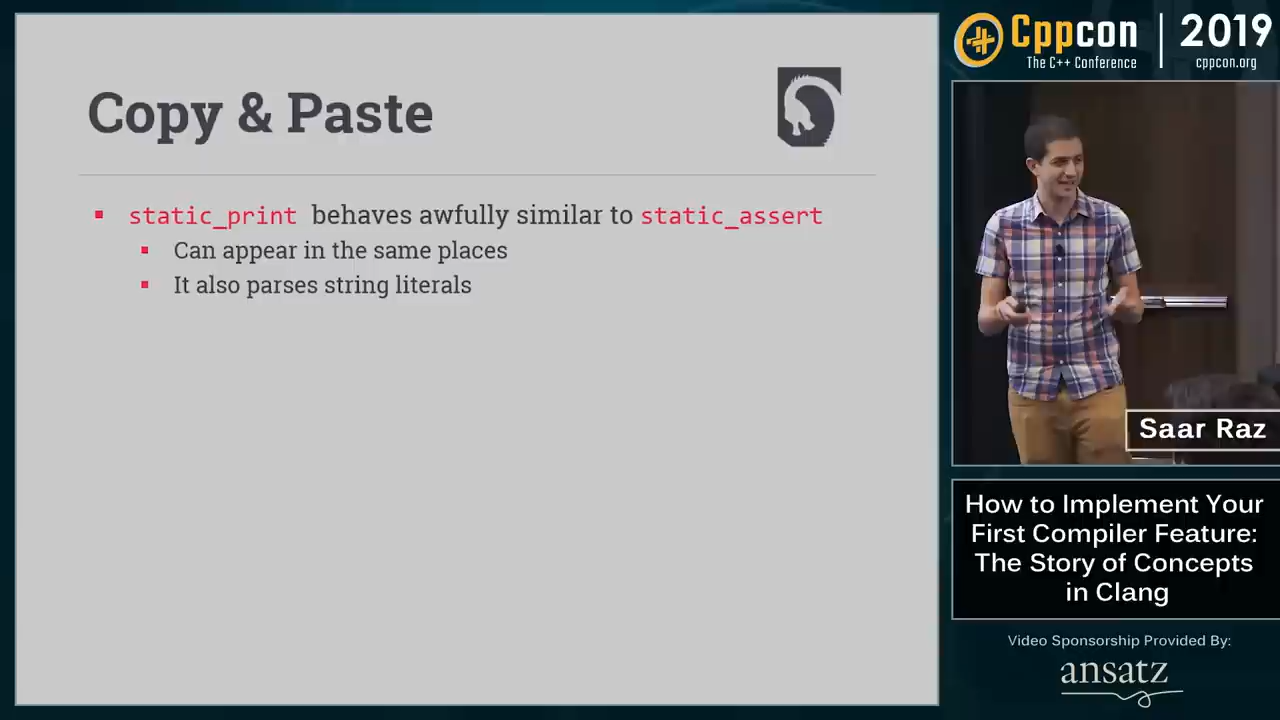 Copy & Paste
static_print behaves awfully similar to static_assert
Can appear in the same places
It also parses string literals
Cppcon | 2019
The C++ Conference cppcon.org
Saar Raz
How to Implement Your
First Compiler Feature:
The Story of Concepts
in Clang
Video Sponsorship Provided By:
ansatz